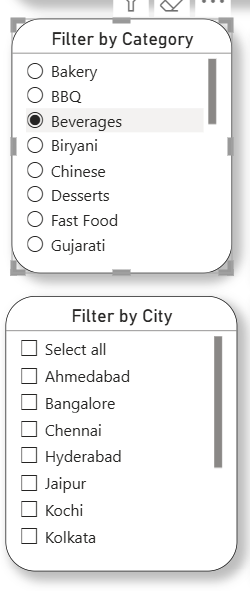 Filter by Category
Bakery
BBQ
Beverages
Biryani
Chinese
Desserts
Fast Food
Gujarati
Filter by City
Select all
Ahmedabad
Bangalore
Chennai
Hyderabad
Jaipur
Kochi
Kolkata